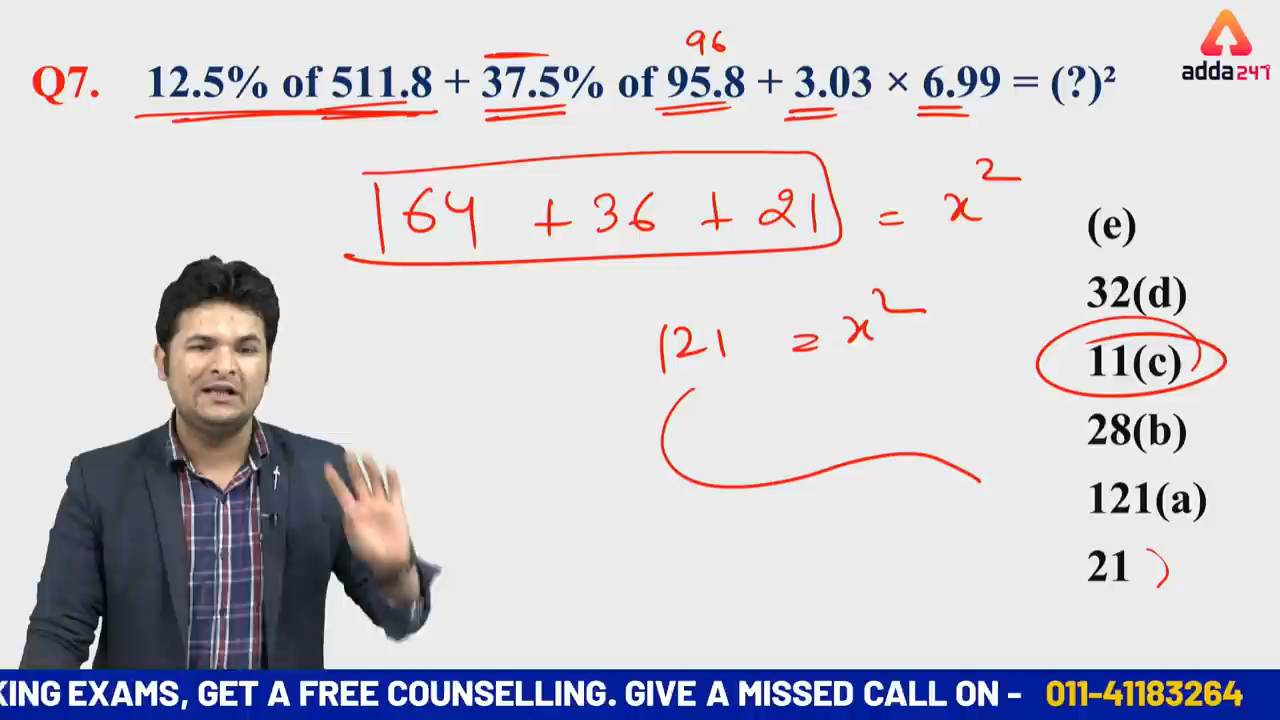 96
Q7. 12.5% of 511.8 + 37.5% of 95.8 + 3.03 × 6.99 = (?)²
adda247
64 + 36 + 21 = x²
(e)
32(d)
121 = x²
11(c)
28(b)
121(a)
21 )
KING EXAMS, GET A FREE COUNSELLING. GIVE A MISSED CALL ON - 011-41183264